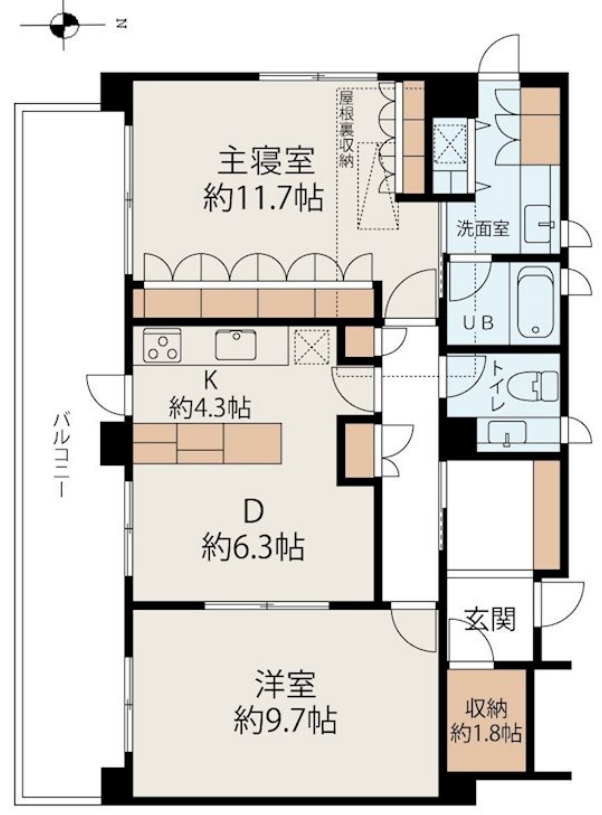 N
主寝室
約11.7帖
屋根裏収納
洗面室
UB
トイレ
K
約4.3帖
バルコニー
D
約6.3帖
玄関
洋室
約9.7帖
収納
約1.8帖